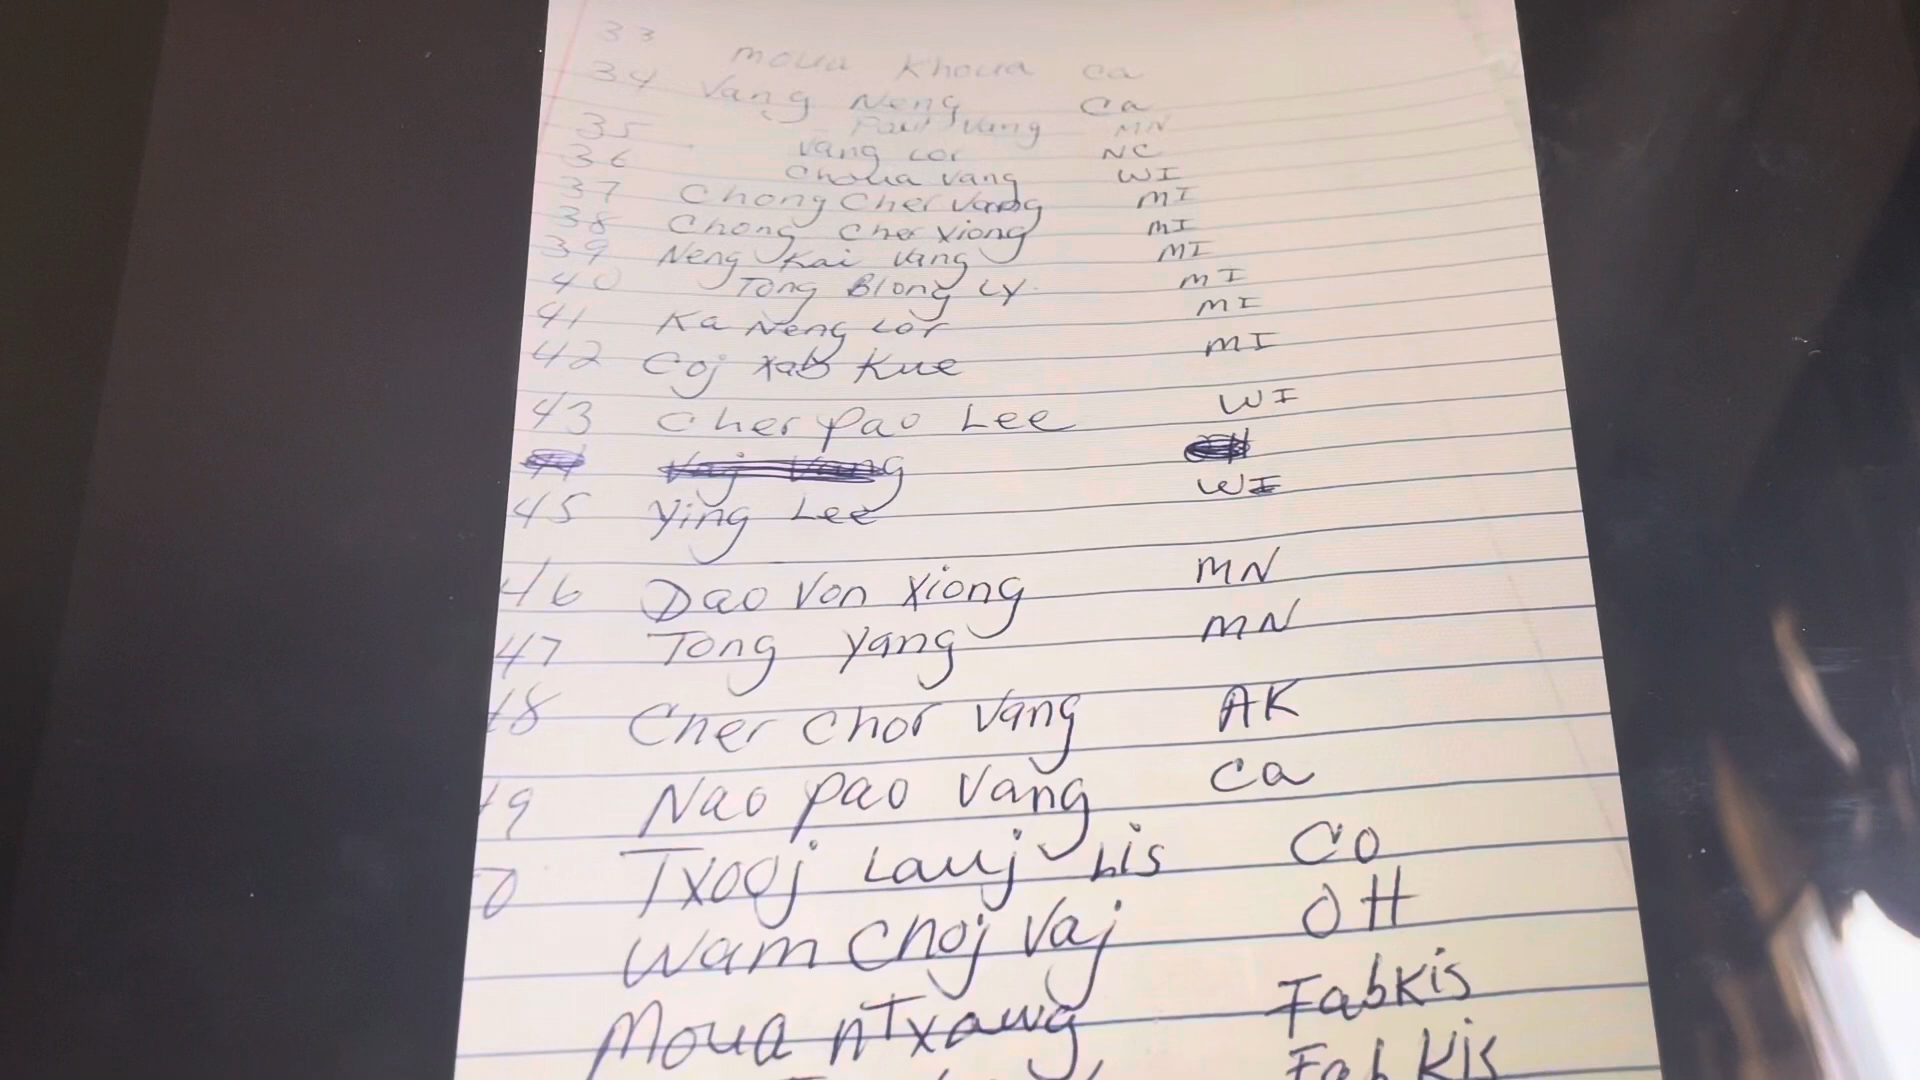 33 Moua Khoua Ca
34 Vang Neng Ca
35 Paul Vang MN
36 Vang Lor NC
Choua Vang WI
37 Chong Cher Vang MI
38 Chong Cher Xiong MI
39 Neng Kai Vang MI
40 Tong Blong Ly MI
41 Ka Neng Lor MI
42 Coj Xab Kue MI
43 Cher Pao Lee WI
45 Ying Lee WI
46 Dao Von Xiong MN
47 Tong Yang MN
48 Cher Chor Vang AK
49 Nao Pao Vang Ca
0 Txooj Lauj Lis CO
Wam Choj Vaj OH
Moua NTxawg FabKis
Fab Kis